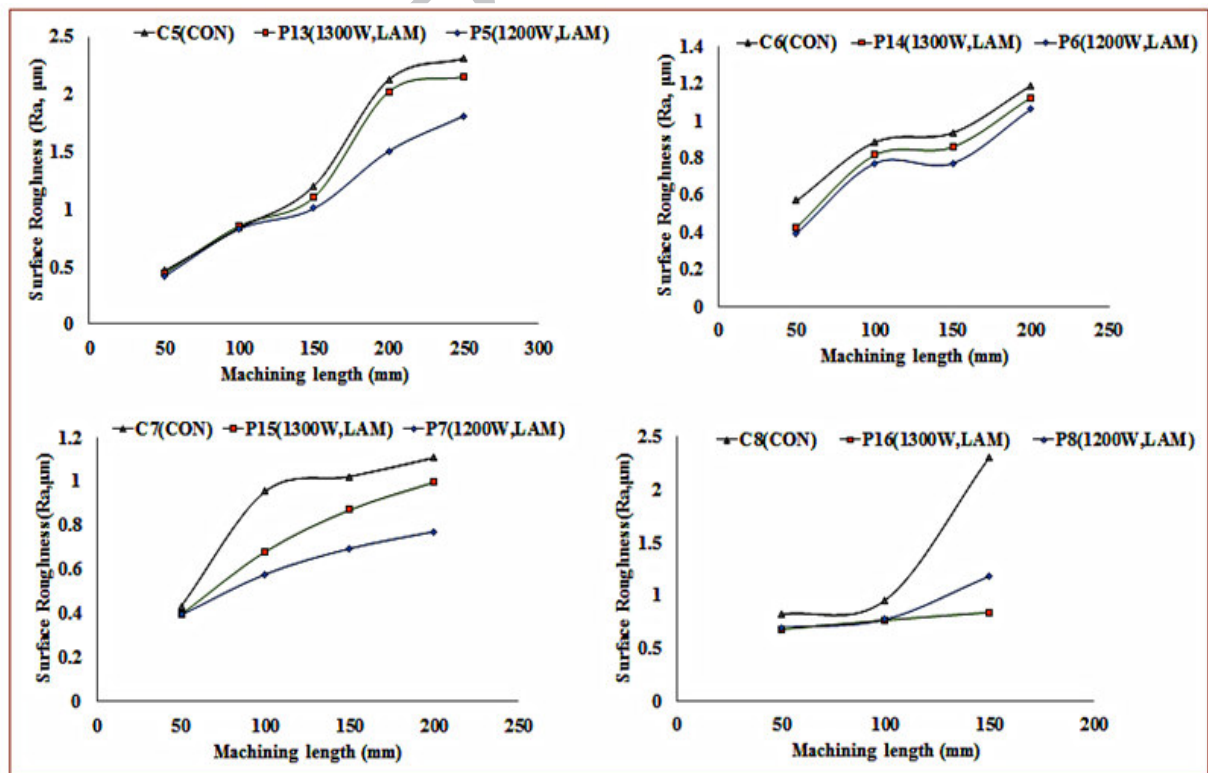 C5(CON) P13(1300W,LAM) P5(1200W,LAM)
Surface Roughness (Ra, μm)
2.5
2
1.5
1
0.5
0
0 50 100 150 200 250 300
Machining length (mm)
C6(CON) P14(1300W,LAM) P6(1200W,LAM)
Surface Roughness (Ra, μm)
1.4
1.2
1
0.8
0.6
0.4
0.2
0
0 50 100 150 200 250
Machining length (mm)
C7(CON) P15(1300W,LAM) P7(1200W,LAM)
Surface Roughness(Ra,μm)
1.2
1
0.8
0.6
0.4
0.2
0
0 50 100 150 200 250
Machining length (mm)
C8(CON) P16(1300W,LAM) P8(1200W,LAM)
Surface Roughness (Ra,μm)
2.5
2
1.5
1
0.5
0
0 50 100 150 200
Machining length (mm)